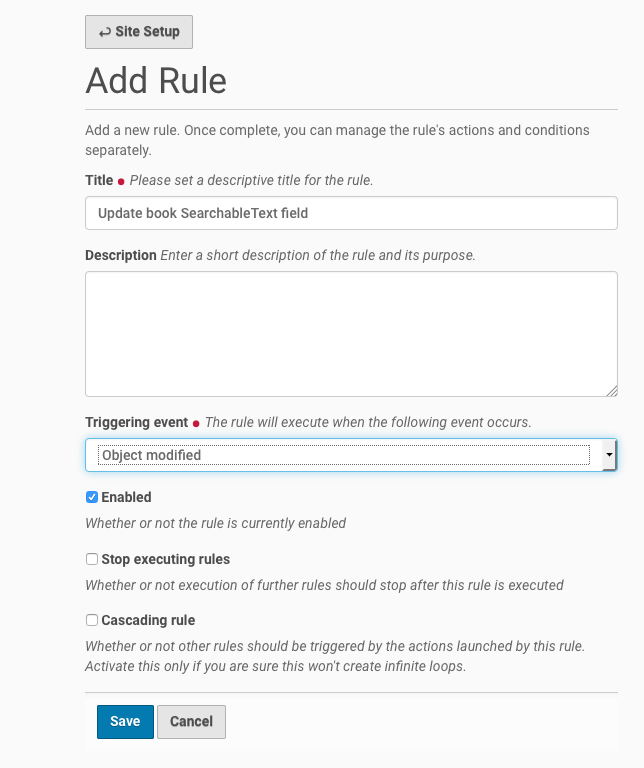 Site Setup
Add Rule
Add a new rule. Once complete, you can manage the rule's actions and conditions
separately.
Title • Please set a descriptive title for the rule.
Update book SearchableText field
Description Enter a short description of the rule and its purpose.
Triggering event • The rule will execute when the following event occurs.
Object modified
Enabled
Whether or not the rule is currently enabled
Stop executing rules
Whether or not execution of further rules should stop after this rule is executed
Cascading rule
Whether or not other rules should be triggered by the actions launched by this rule.
Activate this only if you are sure this won't create infinite loops.
Save Cancel